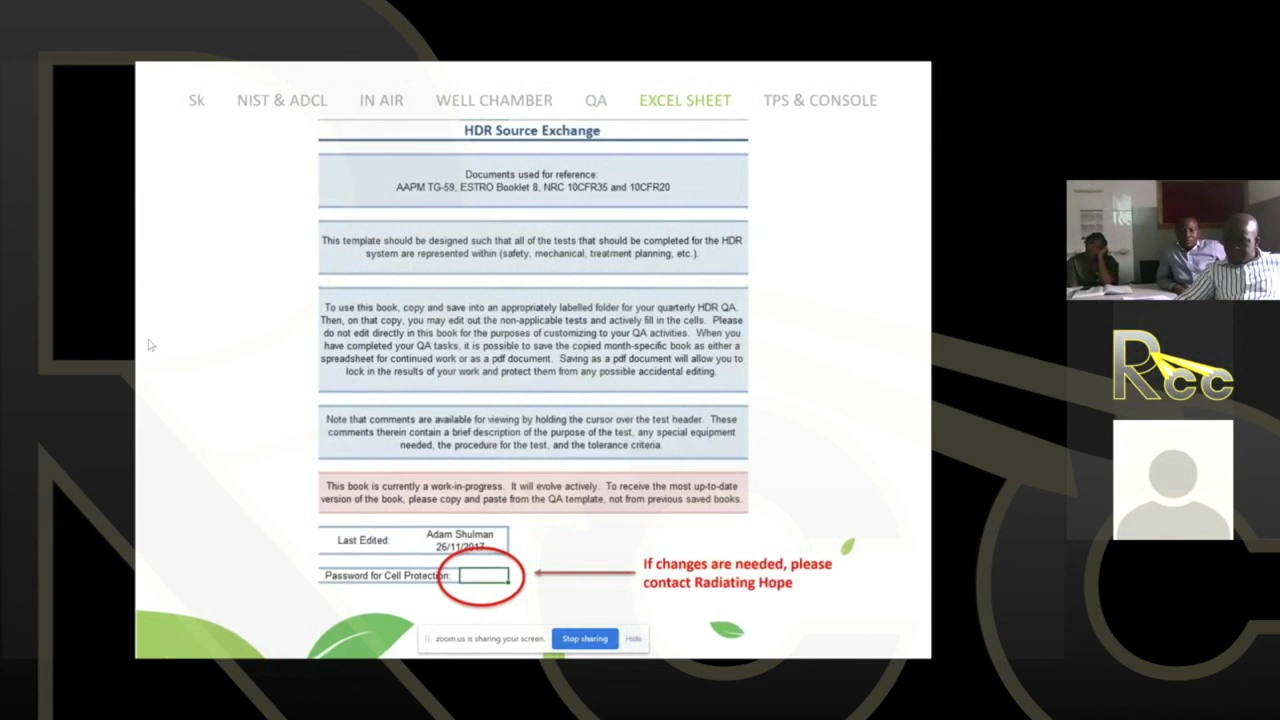 Sk NIST & ADCL IN AIR WELL CHAMBER QA EXCEL SHEET TPS & CONSOLE
HDR Source Exchange
Documents used for reference:
AAPM TG-59, ESTRO Booklet 8, NRC 10CFR35 and 10CFR20
This template should be designed such that all of the tests that should be completed for the HDR
system are represented within (safety, mechanical, treatment planning, etc.).
To use this book, copy and save into an appropriately labelled folder for your quarterly HDR QA.
Then, on that copy, you may edit out the non-applicable tests and actively fill in the cells. Please
do not edit directly in this book for the purposes of customizing to your QA activities. When you
have completed your QA tasks, it is possible to save the copied month-specific book as either a
spreadsheet for continued work or as a pdf document. Saving as a pdf document will allow you to
lock in the results of your work and protect them from any possible accidental editing.
Note that comments are available for viewing by holding the cursor over the test header. These
comments therein contain a brief description of the purpose of the test, any special equipment
needed, the procedure for the test, and the tolerance criteria.
This book is currently a work-in-progress. It will evolve actively. To receive the most up-to-date
version of the book, please copy and paste from the QA template, not from previous saved books.
Last Edited: Adam Shulman
26/11/2017
Password for Cell Protection:
If changes are needed, please
contact Radiating Hope
zoom.us is sharing your screen. Stop sharing Hide
Rcc